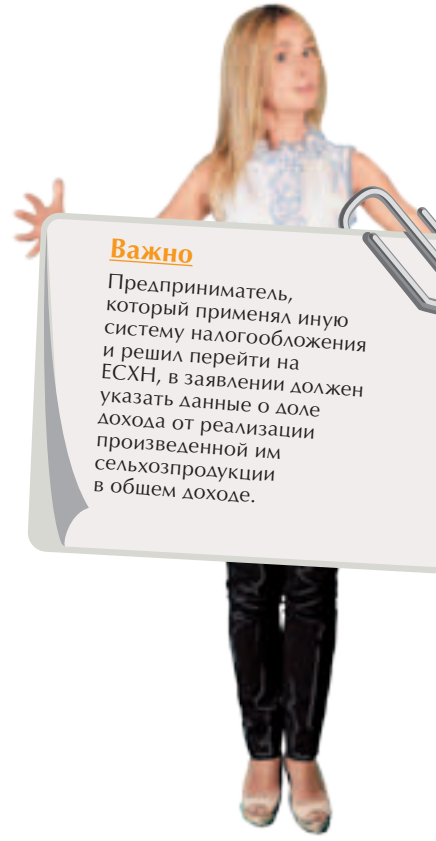 Важно
Предприниматель,
который применял иную
систему налогообложения
и решил перейти на
ЕСХН, в заявлении должен
указать данные о доле
дохода от реализации
произведенной им
сельхозпродукции
в общем доходе.